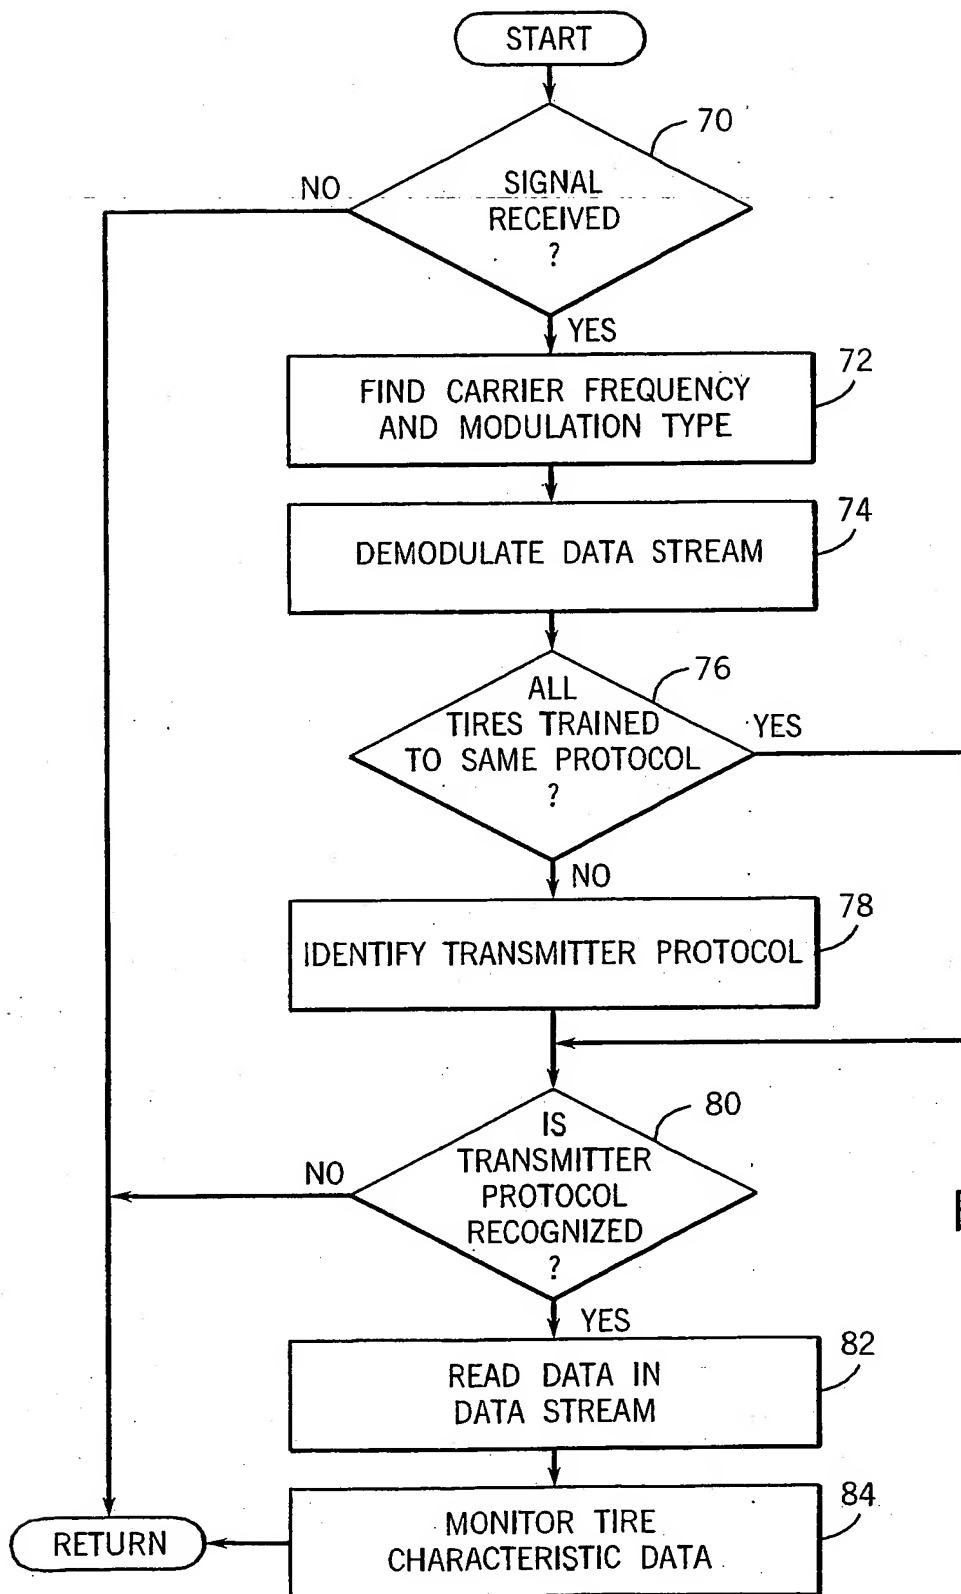 START
70
SIGNAL
RECEIVED
?
NO
YES
72
FIND CARRIER FREQUENCY
AND MODULATION TYPE
74
DEMODULATE DATA STREAM
76
ALL
TIRES TRAINED
TO SAME PROTOCOL
?
YES
NO
78
IDENTIFY TRANSMITTER PROTOCOL
80
IS
TRANSMITTER
PROTOCOL
RECOGNIZED
?
NO
YES
82
READ DATA IN
DATA STREAM
84
MONITOR TIRE
CHARACTERISTIC DATA
RETURN